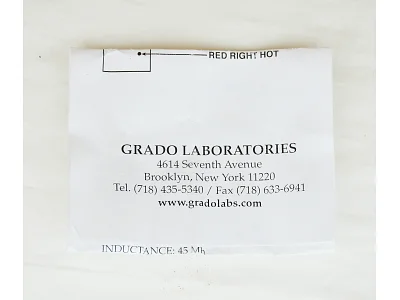 RED RIGHT HOT
GRADO LABORATORIES
4614 Seventh Avenue
Brooklyn, New York 11220
Tel. (718) 435-5340 / Fax (718) 633-6941
www.gradolabs.com
INDUCTANCE: 45 Mh